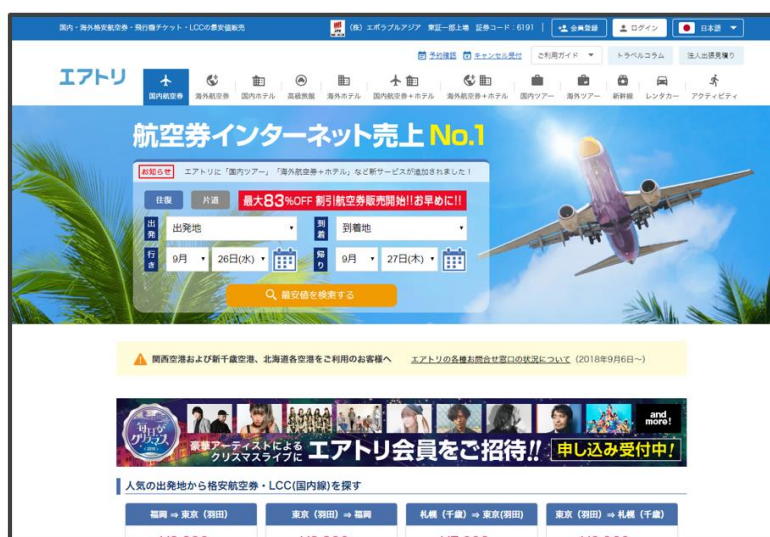 国内・海外格安航空券・飛行機チケット・LCCの最安値販売
(株) エボラブルアジア 東証一部上場 証券コード:6191
会員登録
ログイン
日本語
予約確認
キャンセル受付
ご利用ガイド
トラベルコラム
法人出張見積り
エアトリ
国内航空券
海外航空券
国内ホテル
高級旅館
海外ホテル
国内航空券+ホテル
海外航空券+ホテル
国内ツアー
海外ツアー
新幹線
レンタカー
アクティビティ
航空券インターネット売上No.1
お知らせ
エアトリに「国内ツアー」「海外航空券+ホテル」など新サービスが追加されました!
往復
片道
最大83%OFF 割引航空券販売開始!!お早めに!!
出発
出発地
到着
到着地
行き
9月
26日(水)
帰り
9月
27日(木)
最安値を検索する
関西空港および新千歳空港、北海道各空港をご利用のお客様へ
エアトリの各種お問合せ窓口の状況について (2018年9月6日~)
毎日が
クリスマス
豪華アーティストによる
クリスマスライブに
エアトリ会員をご招待!!
申し込み受付中!
and
more!
人気の出発地から格安航空券・LCC(国内線)を探す
福岡 ⇒ 東京(羽田)
東京(羽田) ⇒ 福岡
札幌(千歳) ⇒ 東京(羽田)
東京(羽田) ⇒ 札幌(千歳)